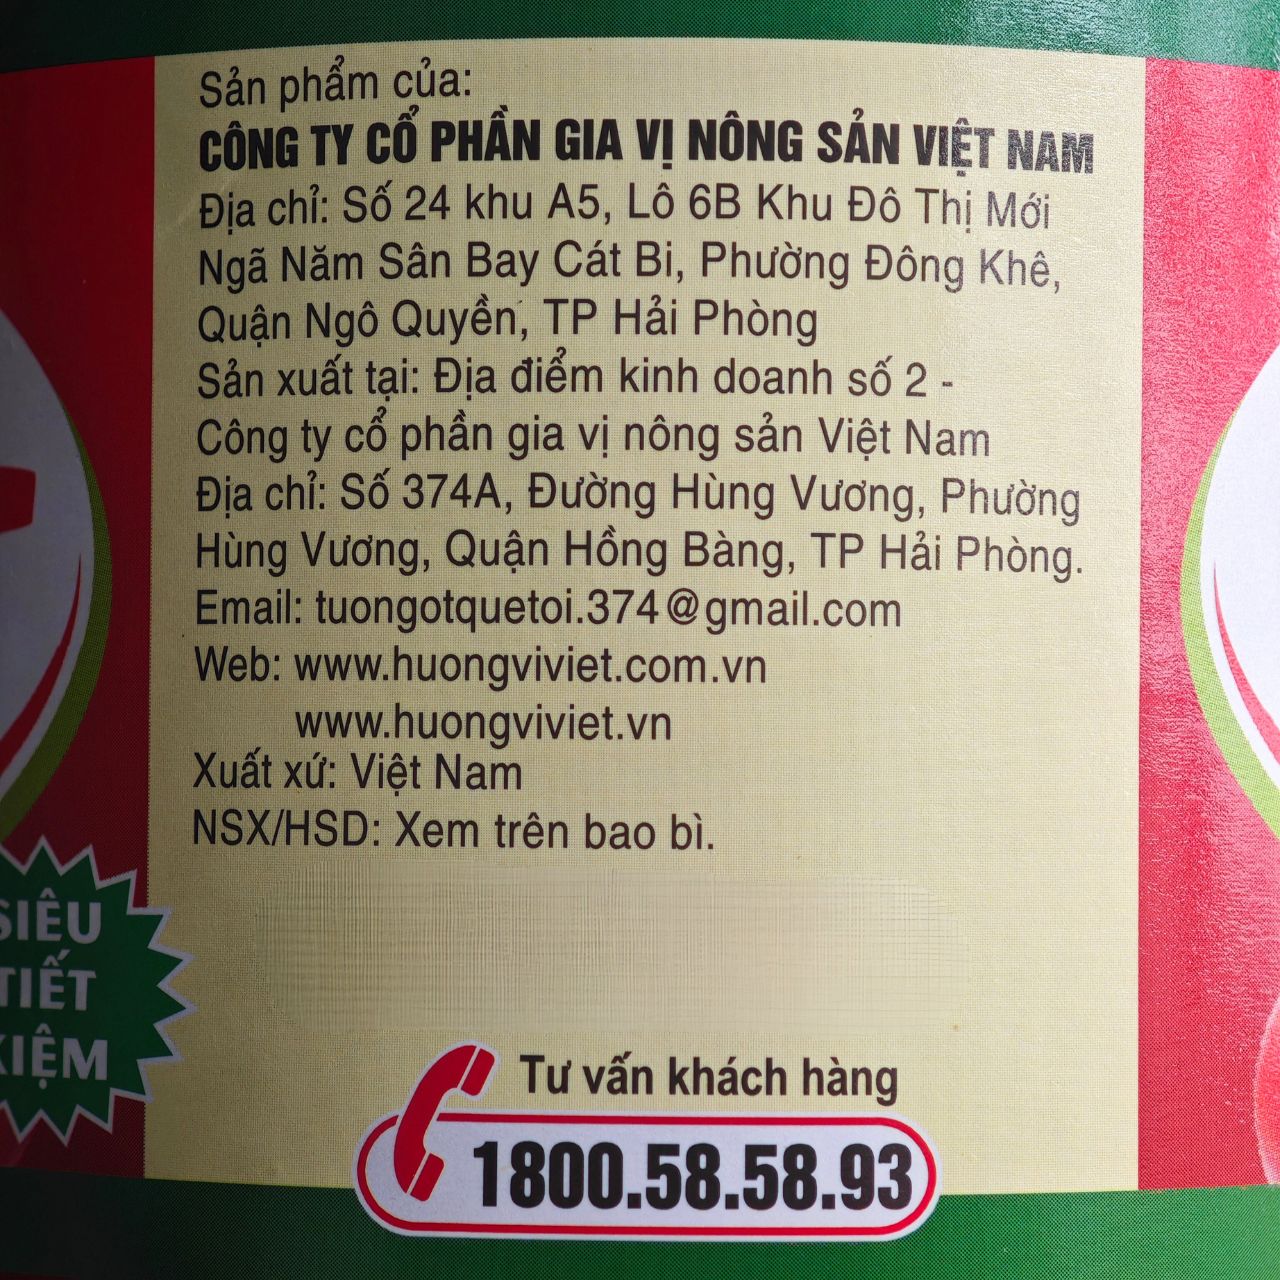 Sản phẩm của:
CÔNG TY CỔ PHẦN GIA VỊ NÔNG SẢN VIỆT NAM
Địa chỉ: Số 24 khu A5, Lô 6B Khu Đô Thị Mới
Ngã Năm Sân Bay Cát Bi, Phường Đông Khê,
Quận Ngô Quyền, TP Hải Phòng
Sản xuất tại: Địa điểm kinh doanh số 2 -
Công ty cổ phần gia vị nông sản Việt Nam
Địa chỉ: Số 374A, Đường Hùng Vương, Phường
Hùng Vương, Quận Hồng Bàng, TP Hải Phòng.
Email: tuongotquetoi.374@gmail.com
Web: www.huongviviet.com.vn
www.huongviviet.vn
Xuất xứ: Việt Nam
NSX/HSD: Xem trên bao bì.
SIÊU
TIẾT
KIỆM
Tư vấn khách hàng
1800.58.58.93